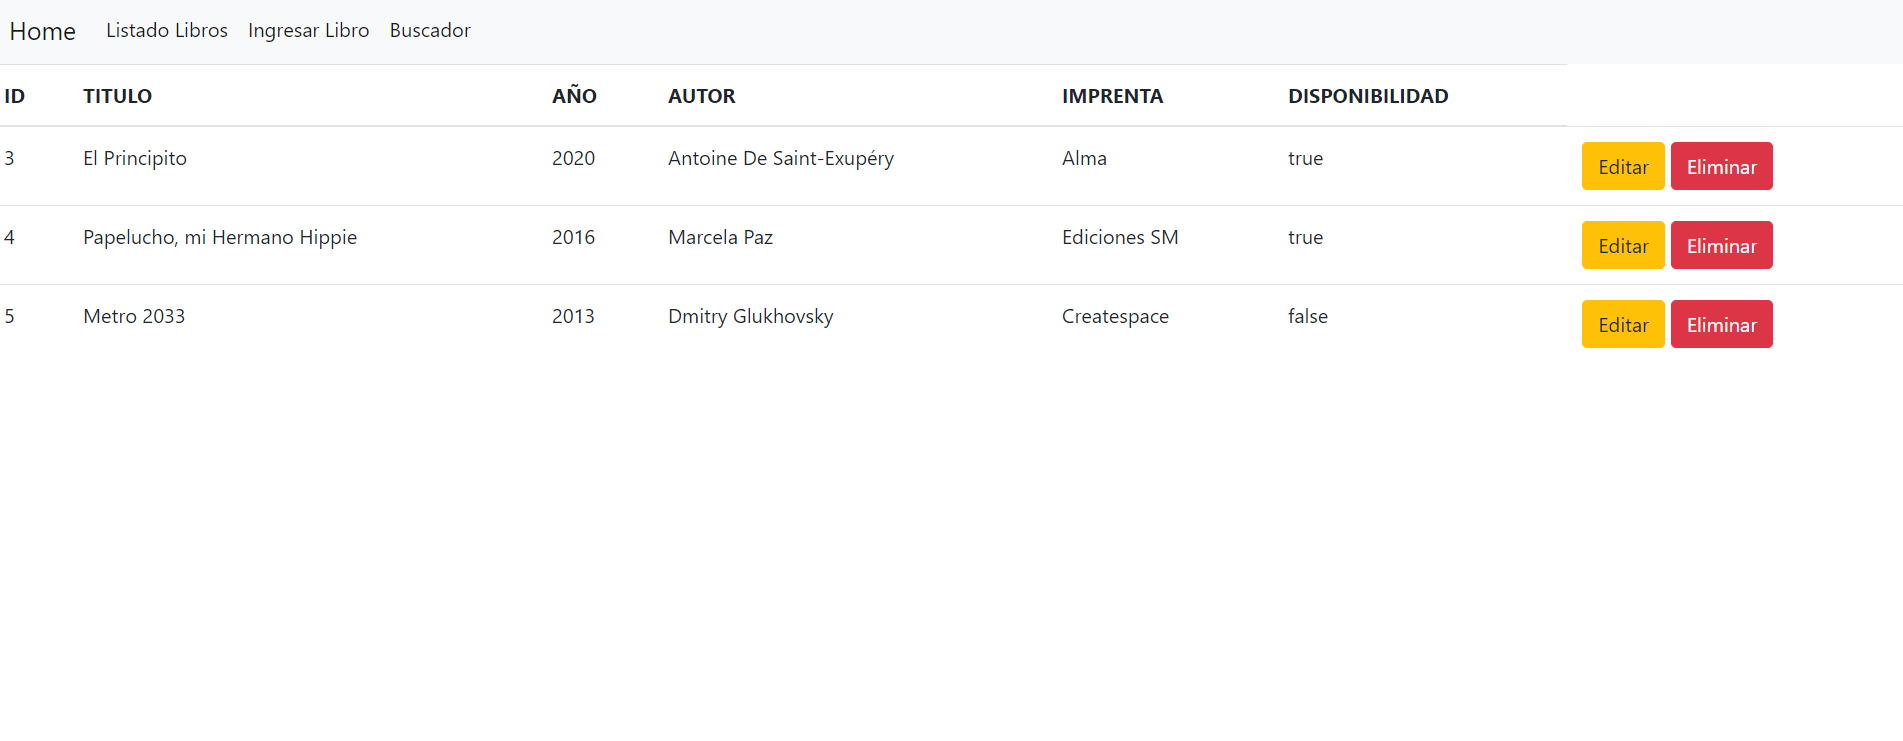 Home Listado Libros Ingresar Libro Buscador
ID TITULO AÑO AUTOR IMPRENTA DISPONIBILIDAD
3 El Principito 2020 Antoine De Saint-Exupéry Alma true Editar Eliminar
4 Papelucho, mi Hermano Hippie 2016 Marcela Paz Ediciones SM true Editar Eliminar
5 Metro 2033 2013 Dmitry Glukhovsky Createspace false Editar Eliminar